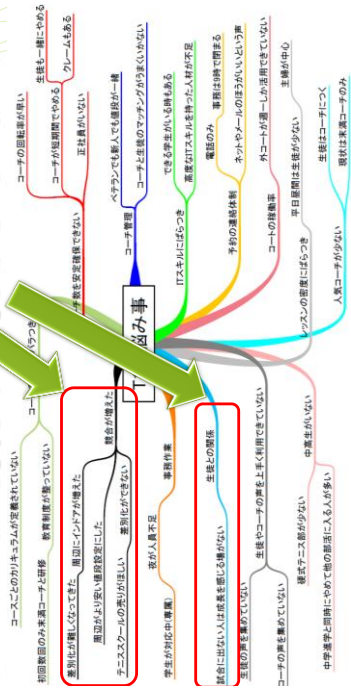 生徒も一緒にやめる
クレームもある
コーチが短期間でやめる
コーチの回転率が早い
正社員がいない
チ数を安定確保できない
ベテランでも新人でも値段が一緒
コーチと生徒のマッチングがうまくいかない
コーチ管理
できる学生がいる時もある
高度なITスキルを持った人材が不足
ITスキルにばらつき
事務は9時で閉まる
電話のみ
ネットやメールのほうがいいという声
予約の連絡体制
外コートが週一しか活用できていない
コートの稼働率
主婦が中心
平日昼間は生徒が少ない
レッスンの密度にばらつき
生徒はコーチにつく
現状は末満コーチのみ
人気コーチが少ない
悩み事
バラつき
コースごとのカリキュラムが定義されていない
教育制度が整っていない
初回数回のみ末満コーチと研修
競合が増えた
周辺にインドアが増えた
差別化が難しくなってきた
周辺がより安い値段設定にした
差別化ができない
テニススクールの売りがほしい
事務作業
夜が人員不足
学生が対応中(専属)
生徒との関係
試合に出ない人は成長を感じる場がない
生徒やコーチの声を上手く利用できていない
生徒の声を集めていない
コーチの声を集めていない
中高生がいない
硬式テニス部が少ない
中学進学と同時にやめて他の部活に入る人が多い